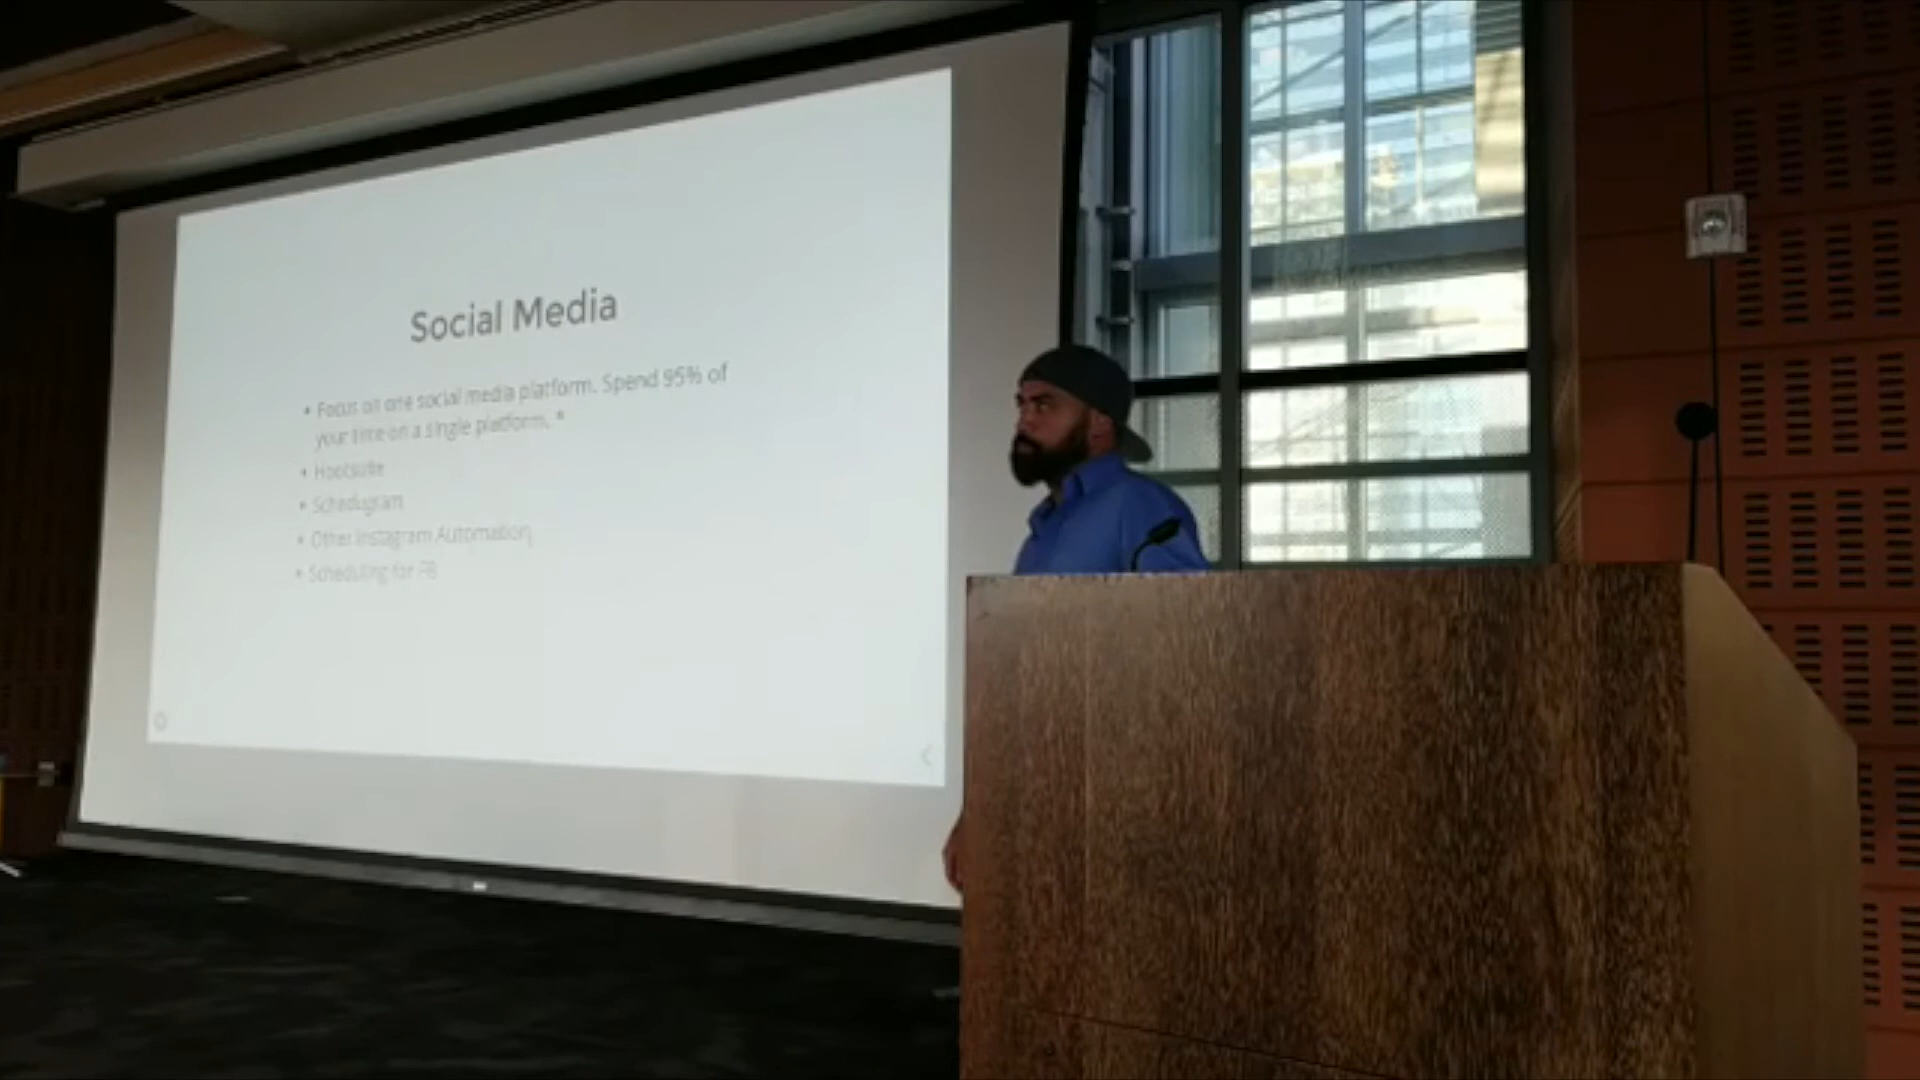 Social Media
• Focus on one social media platform. Spend 95% of
your time on a single platform. *
• Hootsuite
• Schedugram
• Other Instagram Automation
• Scheduling for FB